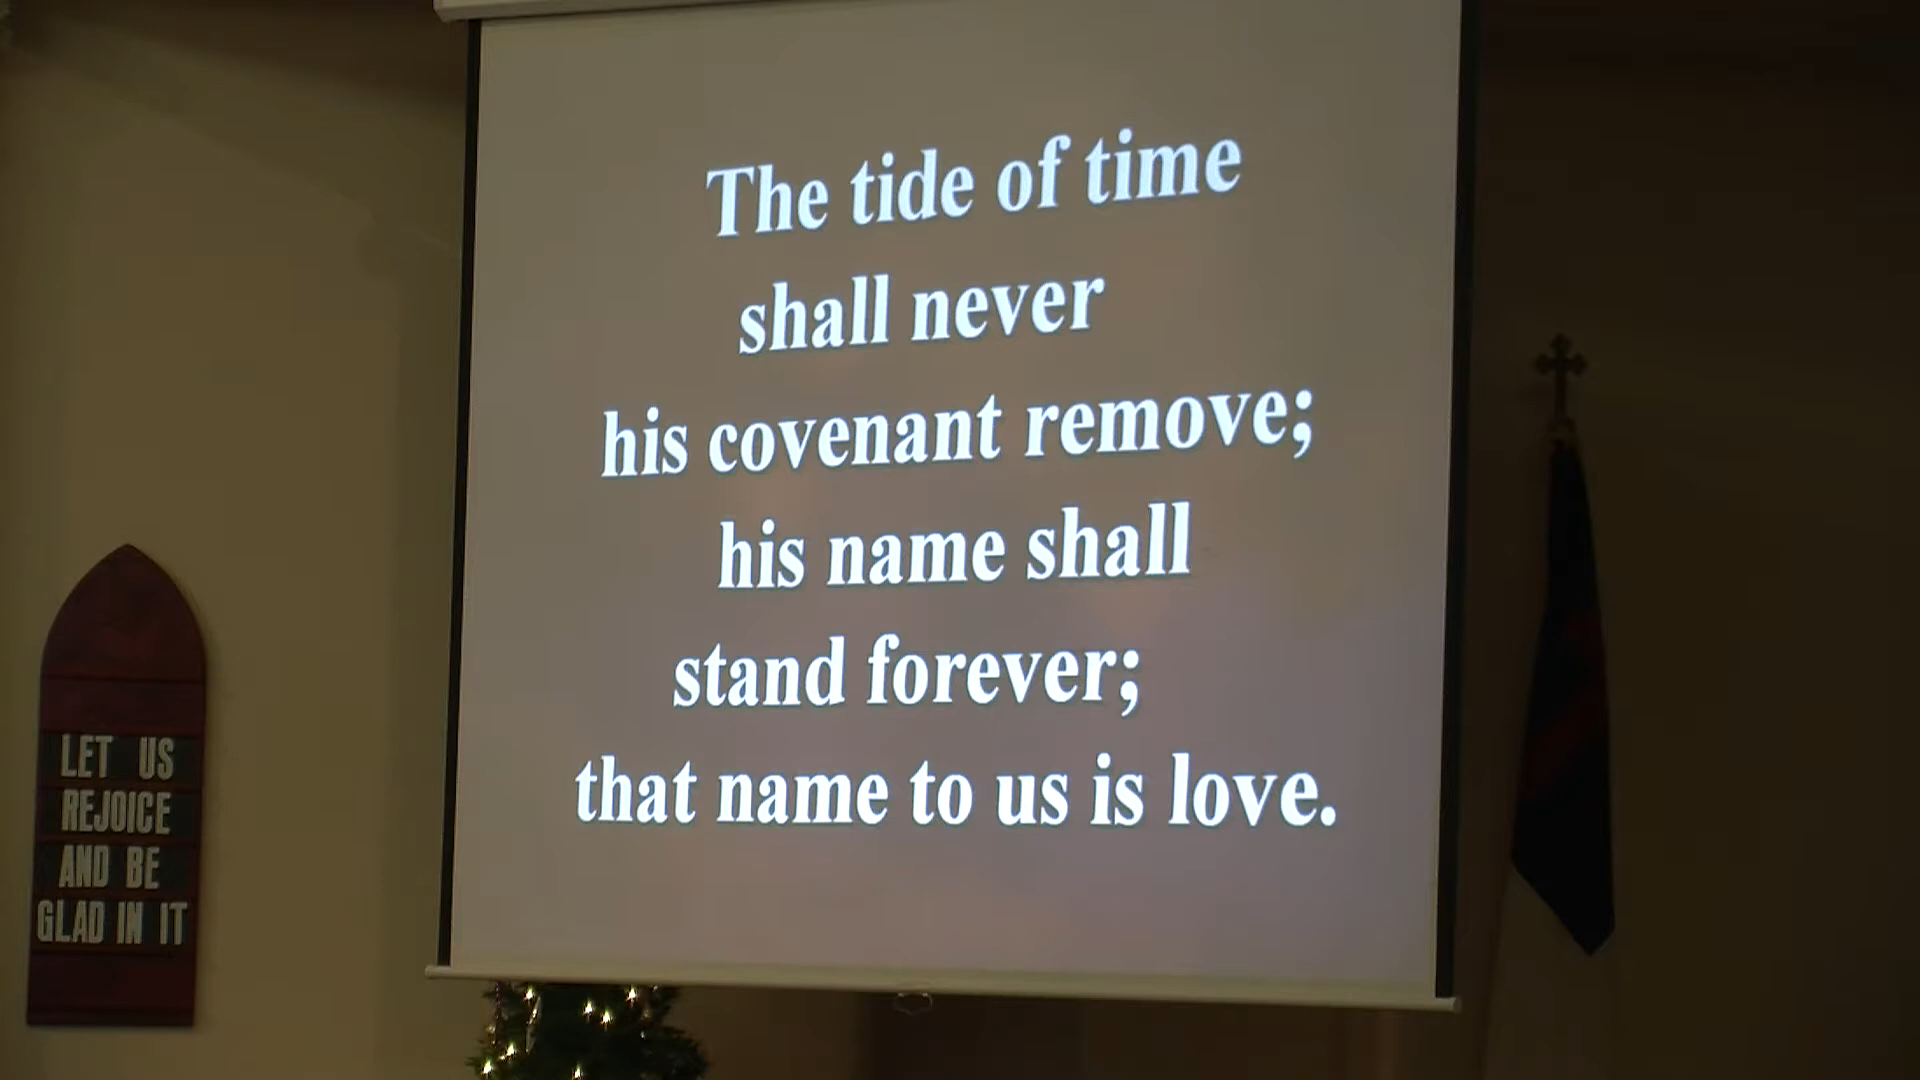 The tide of time
shall never
his covenant remove;
his name shall
stand forever;
that name to us is love.
LET US
REJOICE
AND BE
GLAD IN IT